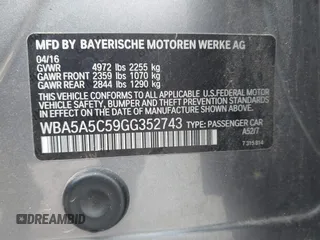 MFD BY BAYERISCHE MOTOREN WERKE AG
04/16
GVWR 4972 lbs 2255 kg
GAWR FRONT 2359 lbs 1070 kg
GAWR REAR 2844 lbs 1290 kg
THIS VEHICLE CONFORMS TO ALL APPLICABLE FEDERAL MOTOR VEHICLE SAFETY, BUMPER, AND THEFT PREVENTION STANDARDS IN EFFECT ON THE DATE OF MANUFACTURE SHOWN ABOVE.
WBA5A5C59GG352743 TYPE: PASSENGER CAR
A52/7
DREAMBID